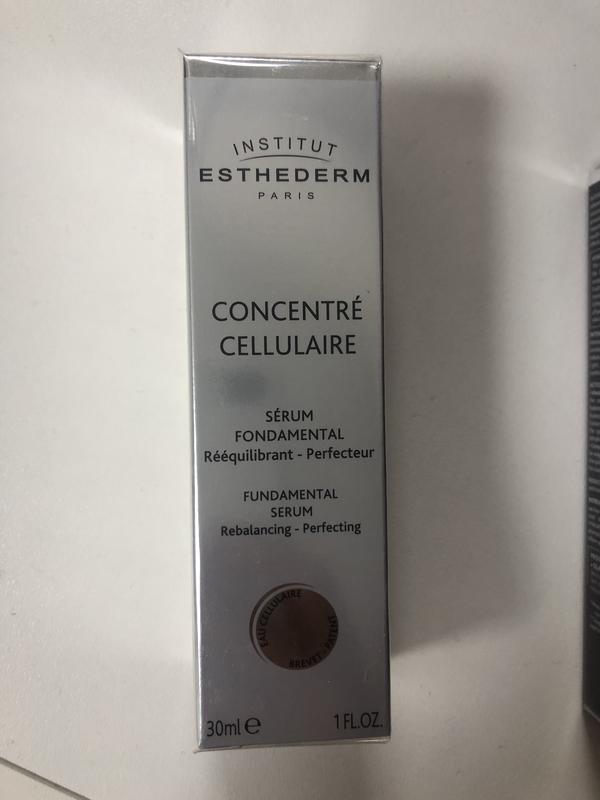 INSTITUT
ESTHEDERM
PARIS
CONCENTRÉ
CELLULAIRE
SÉRUM
FONDAMENTAL
Rééquilibrant - Perfecteur
FUNDAMENTAL
SERUM
Rebalancing - Perfecting
EAU CELLULAIRE
BREVET - PATENT
30ml ℮
1 FL.OZ.